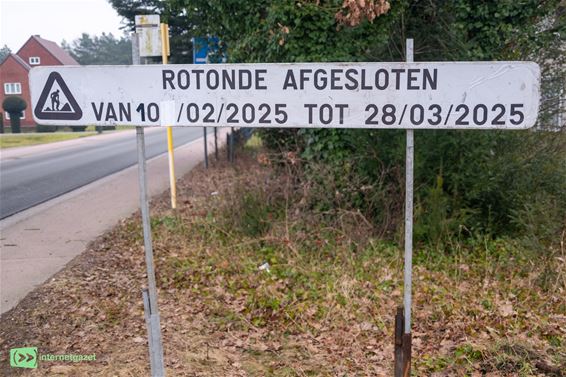 ROTONDE AFGESLOTEN
VAN 10/02/2025 TOT 28/03/2025
internetgazet